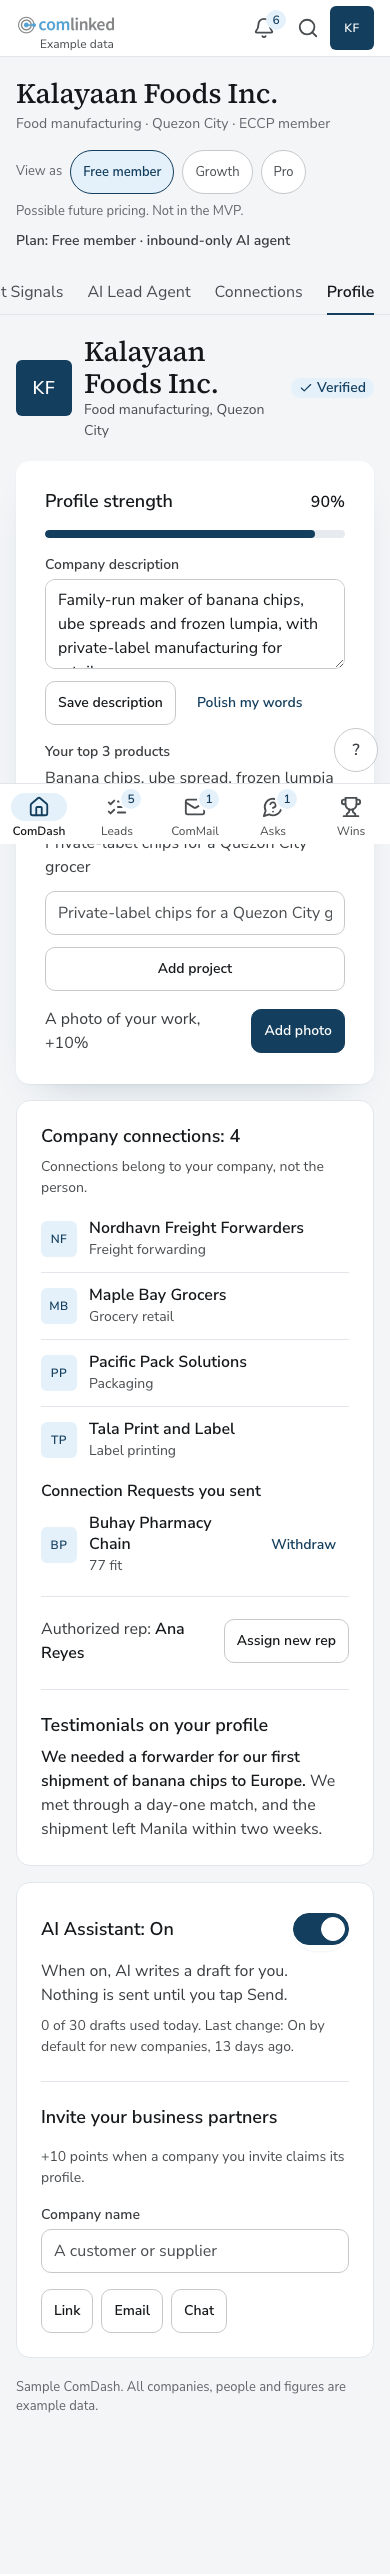 comlinked
Example data
6
KF
Kalayaan Foods Inc.
Food manufacturing · Quezon City · ECCP member
View as
Free member
Growth
Pro
Possible future pricing. Not in the MVP.
Plan: Free member · inbound-only AI agent
t Signals
AI Lead Agent
Connections
Profile
KF
Kalayaan
Foods Inc.
Food manufacturing, Quezon
City
Verified
Profile strength
90%
Company description
Family-run maker of banana chips,
ube spreads and frozen lumpia, with
private-label manufacturing for
Save description
Polish my words
Your top 3 products
?
Banana chips, ube spread, frozen lumpia
ComDash
5
Leads
1
ComMail
1
Asks
Wins
Private-label chips for a Quezon City
grocer
Private-label chips for a Quezon City g
Add project
A photo of your work,
+10%
Add photo
Company connections: 4
Connections belong to your company, not the
person.
NF
Nordhavn Freight Forwarders
Freight forwarding
MB
Maple Bay Grocers
Grocery retail
PP
Pacific Pack Solutions
Packaging
TP
Tala Print and Label
Label printing
Connection Requests you sent
BP
Buhay Pharmacy
Chain
77 fit
Withdraw
Authorized rep: Ana
Reyes
Assign new rep
Testimonials on your profile
We needed a forwarder for our first
shipment of banana chips to Europe. We
met through a day-one match, and the
shipment left Manila within two weeks.
AI Assistant: On
When on, AI writes a draft for you.
Nothing is sent until you tap Send.
0 of 30 drafts used today. Last change: On by
default for new companies, 13 days ago.
Invite your business partners
+10 points when a company you invite claims its
profile.
Company name
A customer or supplier
Link
Email
Chat
Sample ComDash. All companies, people and figures are
example data.